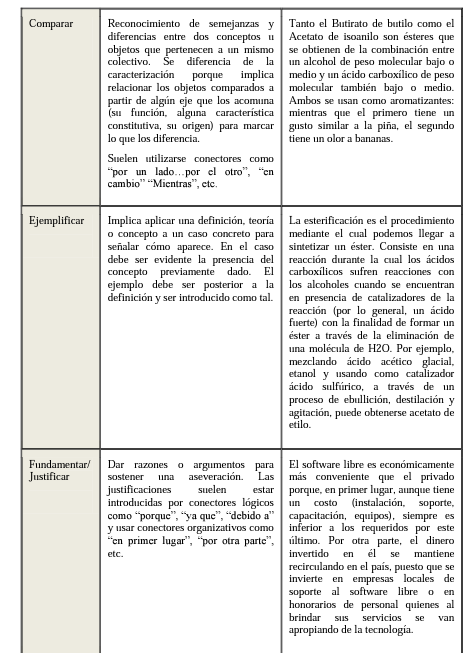 Comparar
Reconocimiento de semejanzas y
diferencias entre dos conceptos u
objetos que pertenecen a un mismo
colectivo. Se diferencia de la
caracterización porque implica
relacionar los objetos comparados a
partir de algún eje que los acomuna
(su función, alguna característica
constitutiva, su origen) para marcar
lo que los diferencia.
Suelen utilizarse conectores como
“por un lado…por el otro”, “en
cambio” “Mientras”, etc.
Tanto el Butirato de butilo como el
Acetato de isoanilo son ésteres que
se obtienen de la combinación entre
un alcohol de peso molecular bajo o
medio y un ácido carboxílico de peso
molecular también bajo o medio.
Ambos se usan como aromatizantes:
mientras que el primero tiene un
gusto similar a la piña, el segundo
tiene un olor a bananas.
Ejemplificar
Implica aplicar una definición, teoría
o concepto a un caso concreto para
señalar cómo aparece. En el caso
debe ser evidente la presencia del
concepto previamente dado. El
ejemplo debe ser posterior a la
definición y ser introducido como tal.
La esterificación es el procedimiento
mediante el cual podemos llegar a
sintetizar un éster. Consiste en una
reacción durante la cual los ácidos
carboxílicos sufren reacciones con
los alcoholes cuando se encuentran
en presencia de catalizadores de la
reacción (por lo general, un ácido
fuerte) con la finalidad de formar un
éster a través de la eliminación de
una molécula de H2O. Por ejemplo,
mezclando ácido acético glacial,
etanol y usando como catalizador
ácido sulfúrico, a través de un
proceso de ebullición, destilación y
agitación, puede obtenerse acetato de
etilo.
Fundamentar/
Justificar
Dar razones o argumentos para
sostener una aseveración. Las
justificaciones suelen estar
introducidas por conectores lógicos
como “porque”, “ya que”, “debido a”
y usar conectores organizativos como
“en primer lugar”, “por otra parte”,
etc.
El software libre es económicamente
más conveniente que el privado
porque, en primer lugar, aunque tiene
un costo (instalación, soporte,
capacitación, equipos), siempre es
inferior a los requeridos por este
último. Por otra parte, el dinero
invertido en él se mantiene
recirculando en el país, puesto que se
invierte en empresas locales de
soporte al software libre o en
honorarios de personal quienes al
brindar sus servicios se van
apropiando de la tecnología.